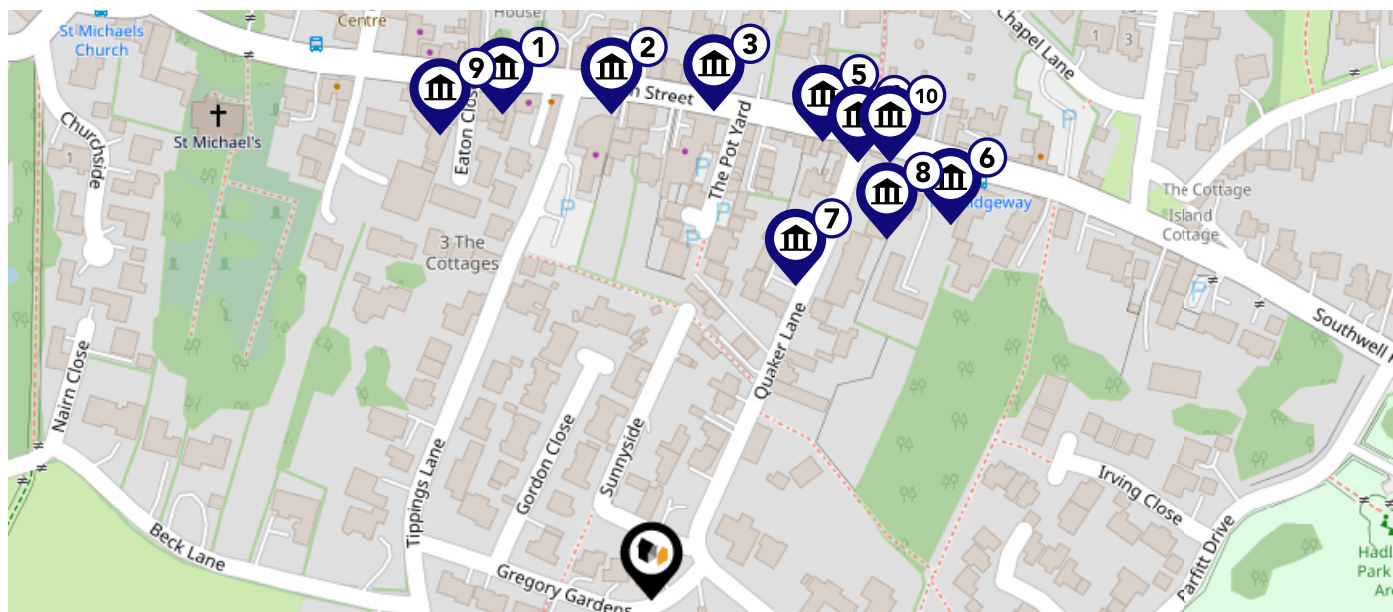 Centre
House
Chapel Lane
St Michaels
Church
1
2
3
5
10
9
1
3
n Street
Churchside
St Michael's
1
Eaton Clos
The Pot Yard
P
P
P
P
P
8
6
dgeway
7
The Cottage
Island
Cottage
3 The
Cottages
P
Southwell R
Nairn Close
Quaker Lane
Gordon Close
Sunnyside
Tippings Lane
Irving Close
Beck Lane
Parfitt Drive
Gregory Gardens
Hadl
Park
Ar